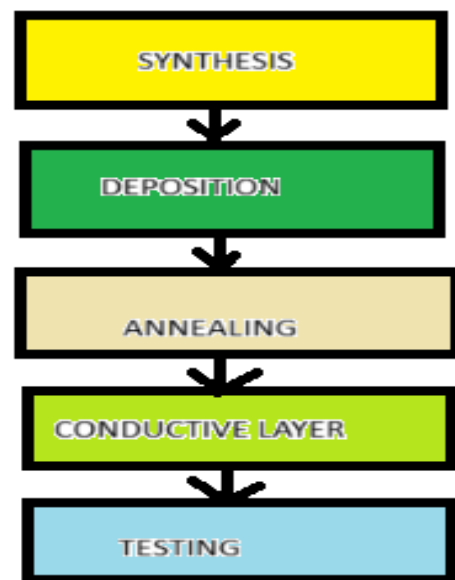 SYNTHESIS
DEPOSITION
ANNEALING
CONDUCTIVE LAYER
TESTING